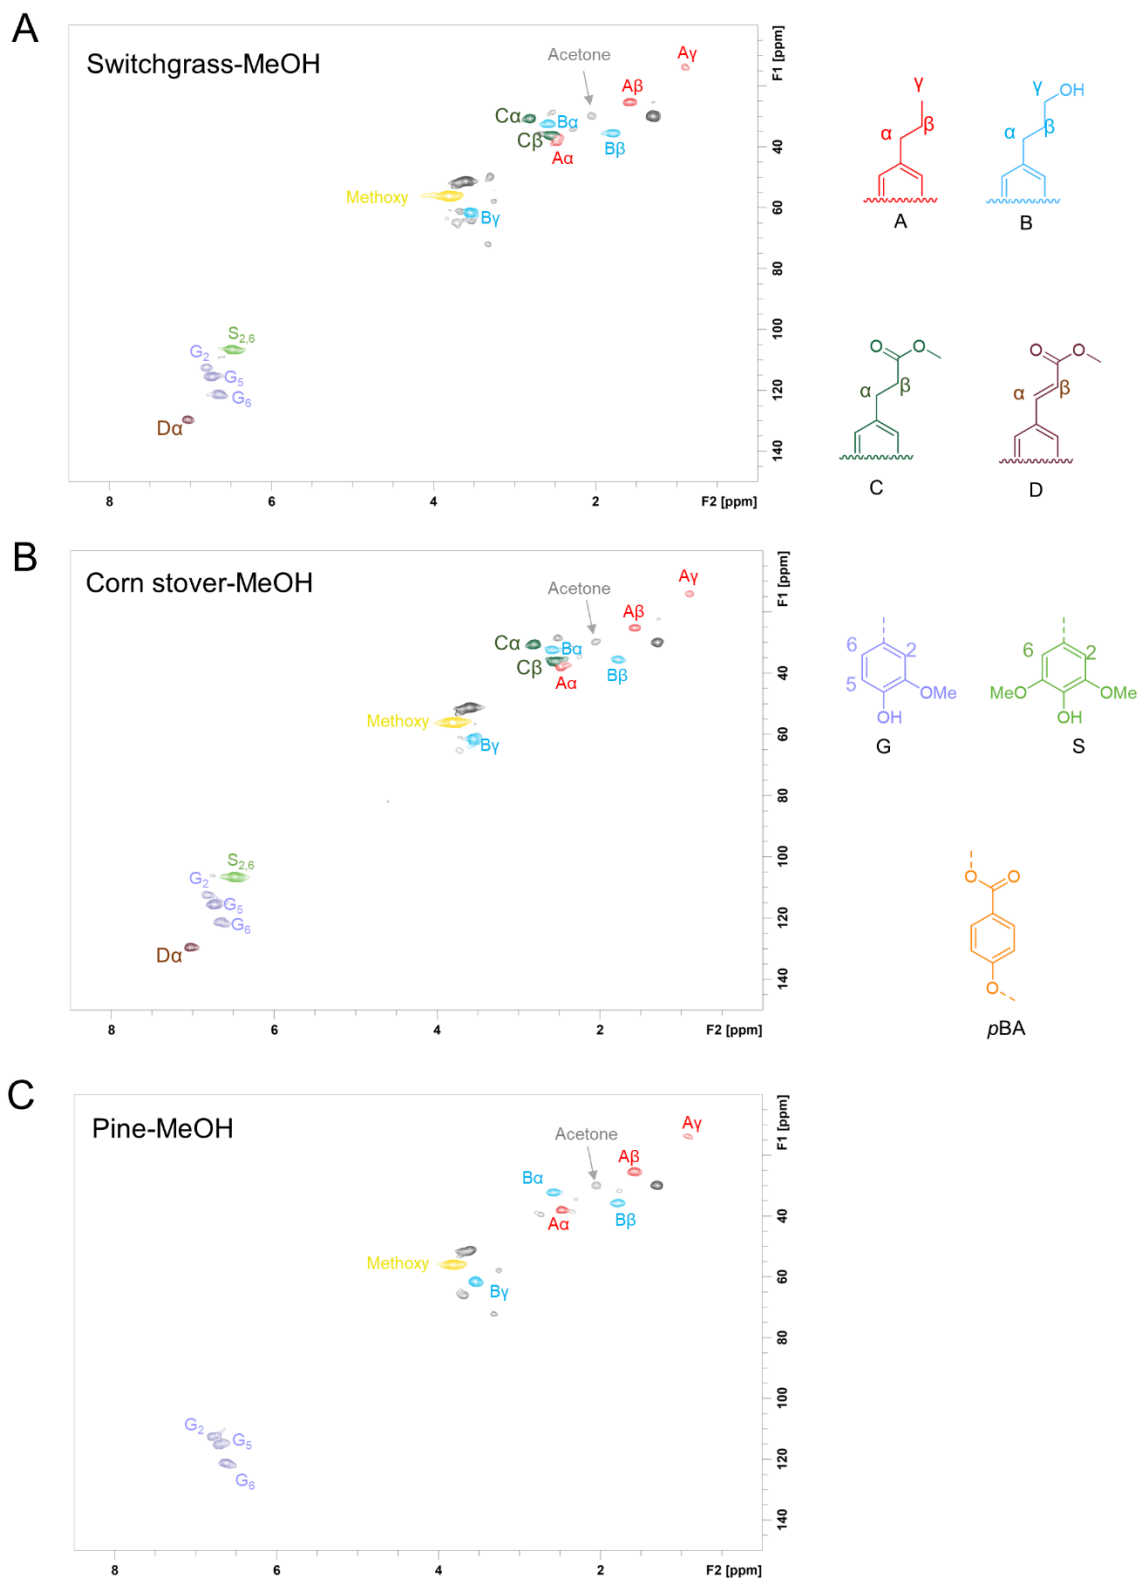 A
Switchgrass-MeOH
Acetone
Aγ
Aβ
Cα
Bα
Cβ
Aα
Bβ
Methoxy
Bγ
S2,6
G2
G5
G6
Dα
F1 [ppm]
40
60
80
100
120
140
8
6
4
2
F2 [ppm]
γ
α
β
A
γ
OH
α
β
B
O
O
α
β
C
O
O
α
β
D
B
Corn stover-MeOH
Acetone
Aγ
Aβ
Cα
Bα
Cβ
Aα
Bβ
Methoxy
Bγ
S2,6
G2
G5
G6
Dα
F1 [ppm]
40
60
80
100
120
140
8
6
4
2
F2 [ppm]
6
2
5
OMe
OH
G
6
2
MeO
OMe
OH
S
O
O
O
pBA
C
Pine-MeOH
Acetone
Aγ
Aβ
Bα
Aα
Bβ
Methoxy
Bγ
G2
G5
G6
F1 [ppm]
40
60
80
100
120
140
8
6
4
2
F2 [ppm]